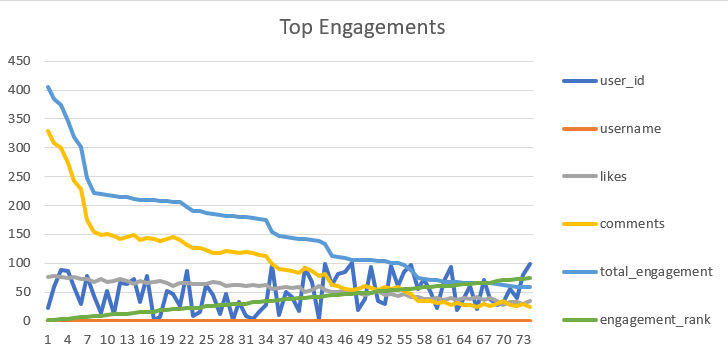 Top Engagements
450
400
350
300
250
200
150
100
50
0
1 4 7 10 13 16 19 22 25 28 31 34 37 40 43 46 49 52 55 58 61 64 67 70 73
user_id
username
likes
comments
total_engagement
engagement_rank